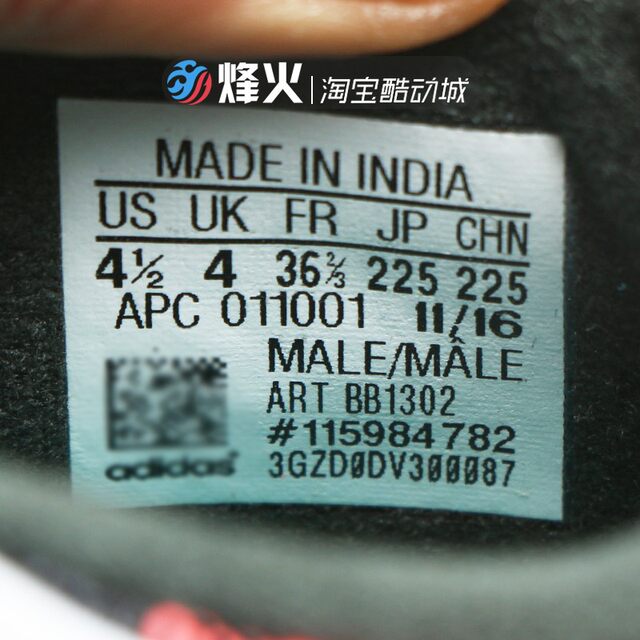 烽火|淘宝酷动城
MADE IN INDIA
US UK FR JP CHN
4½ 4 36⅔ 225 225
APC 011001 11/16
MALE/MÂLE
ART BB1302
#115984782
3GZD0DV300087
adidas